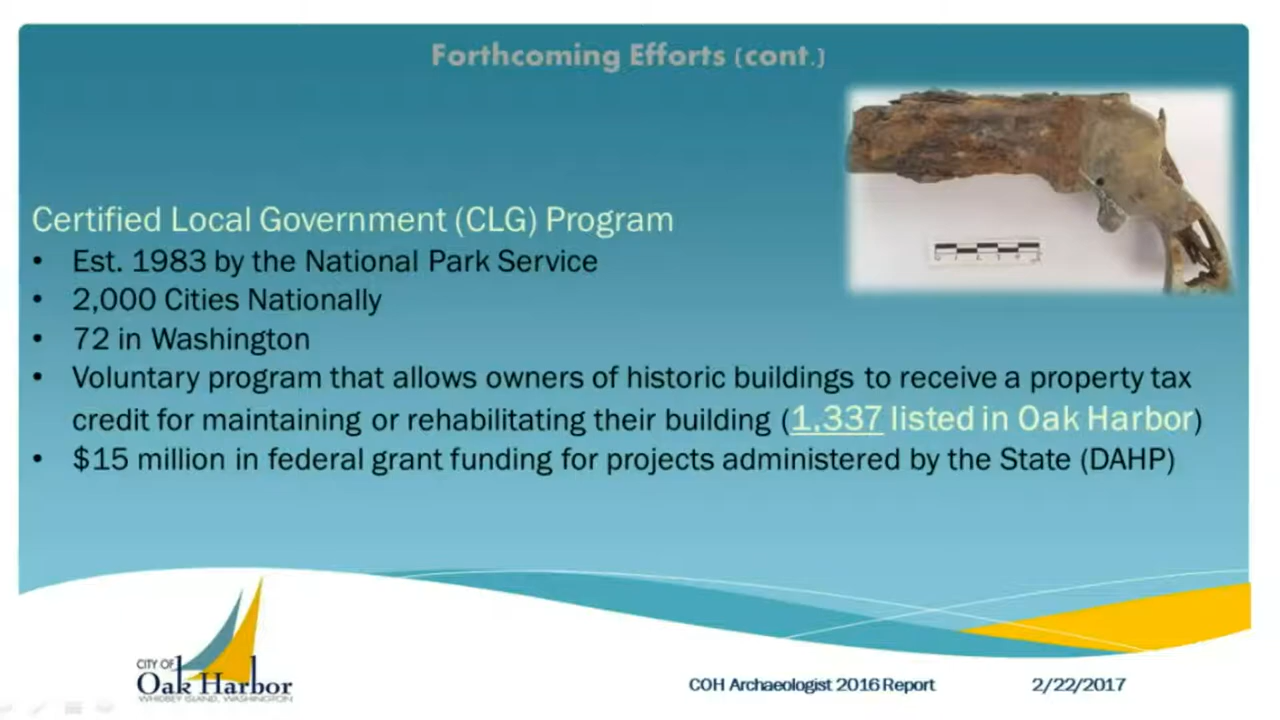 Forthcoming Efforts (cont.)
Certified Local Government (CLG) Program
• Est. 1983 by the National Park Service
• 2,000 Cities Nationally
• 72 in Washington
• Voluntary program that allows owners of historic buildings to receive a property tax
credit for maintaining or rehabilitating their building (1,337 listed in Oak Harbor)
• $15 million in federal grant funding for projects administered by the State (DAHP)
CITY OF
Oak Harbor
WHIDBEY ISLAND, WASHINGTON
COH Archaeologist 2016 Report
2/22/2017